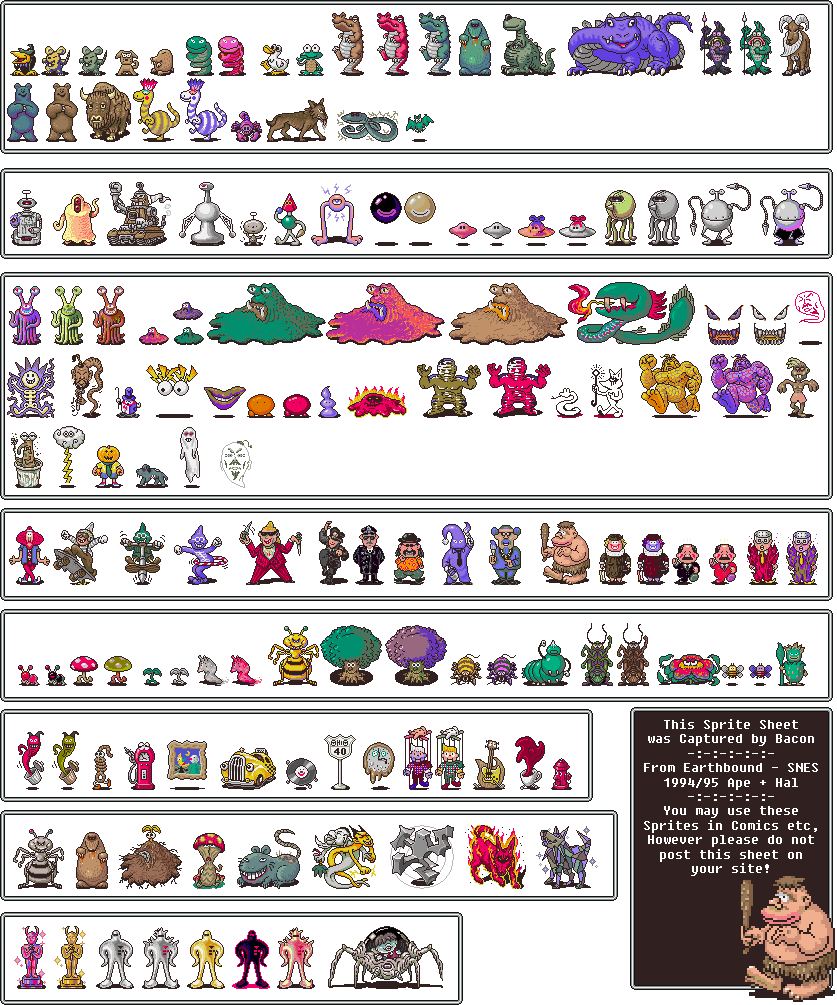 OHIO
40
This Sprite Sheet
was Captured by Bacon
-:-:-:-:-:-
From Earthbound - SNES
1994/95 Ape + Hal
-:-:-:-:-:-
You may use these
Sprites in Comics etc,
However please do not
post this sheet on
your site!